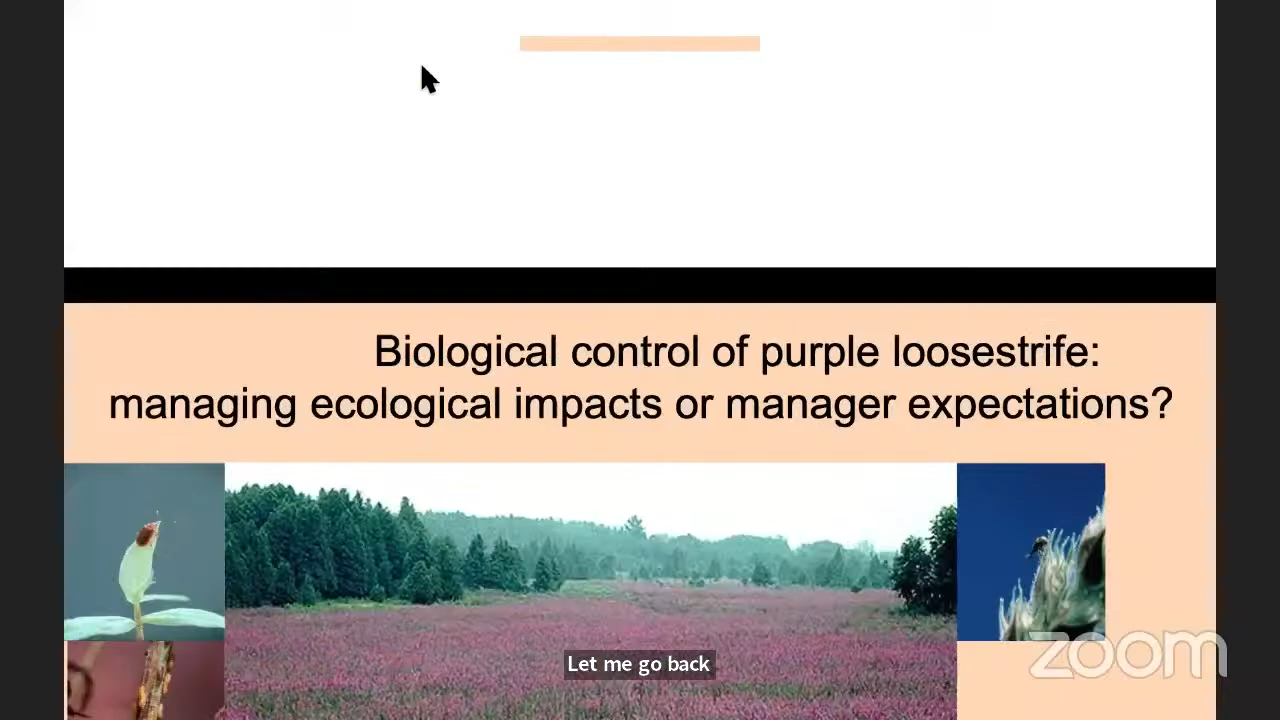 Biological control of purple loosestrife:
managing ecological impacts or manager expectations?
Let me go back
zoom